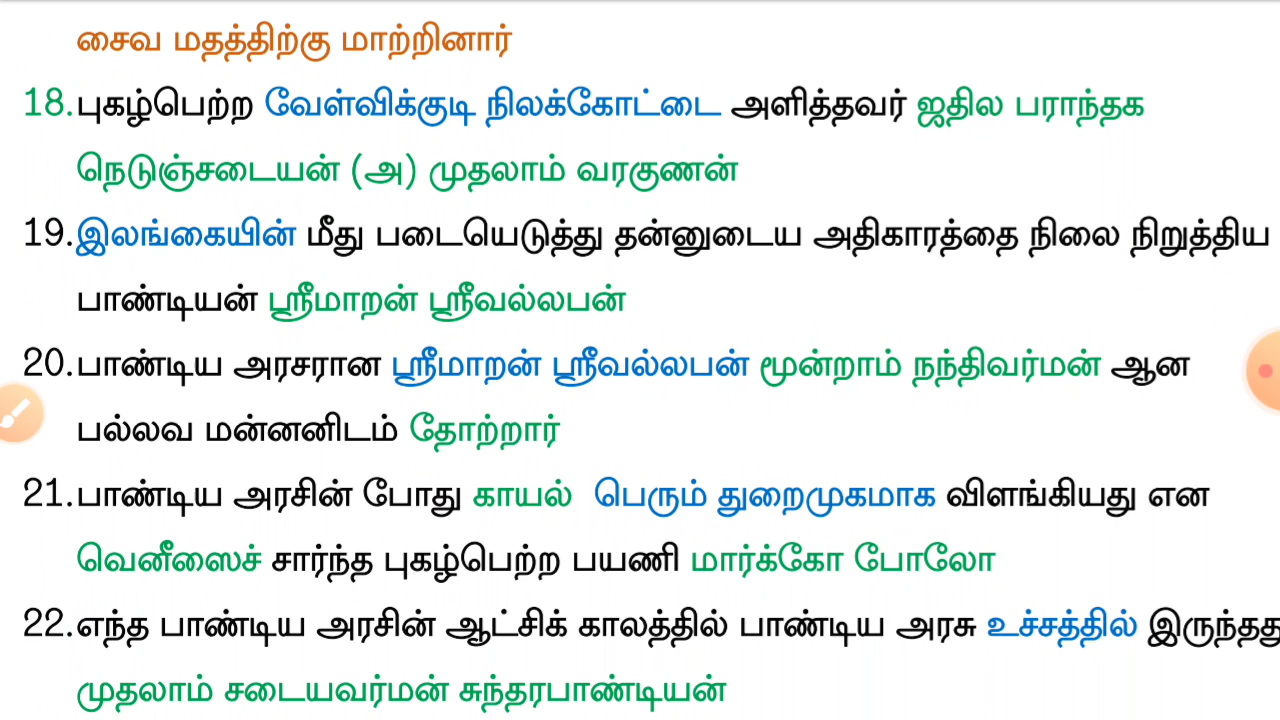 சைவ மதத்திற்கு மாற்றினார்
18.புகழ்பெற்ற வேள்விக்குடி நிலக்கோட்டை அளித்தவர் ஜதில பராந்தக
நெடுஞ்சடையன் (அ) முதலாம் வரகுணன்
19.இலங்கையின் மீது படையெடுத்து தன்னுடைய அதிகாரத்தை நிலை நிறுத்திய
பாண்டியன் ஸ்ரீமாறன் ஸ்ரீவல்லபன்
20.பாண்டிய அரசரான ஸ்ரீமாறன் ஸ்ரீவல்லபன் மூன்றாம் நந்திவர்மன் ஆன
பல்லவ மன்னனிடம் தோற்றார்
21.பாண்டிய அரசின் போது காயல் பெரும் துறைமுகமாக விளங்கியது என
வெனீஸைச் சார்ந்த புகழ்பெற்ற பயணி மார்க்கோ போலோ
22.எந்த பாண்டிய அரசின் ஆட்சிக் காலத்தில் பாண்டிய அரசு உச்சத்தில் இருந்தது
முதலாம் சடையவர்மன் சுந்தரபாண்டியன்